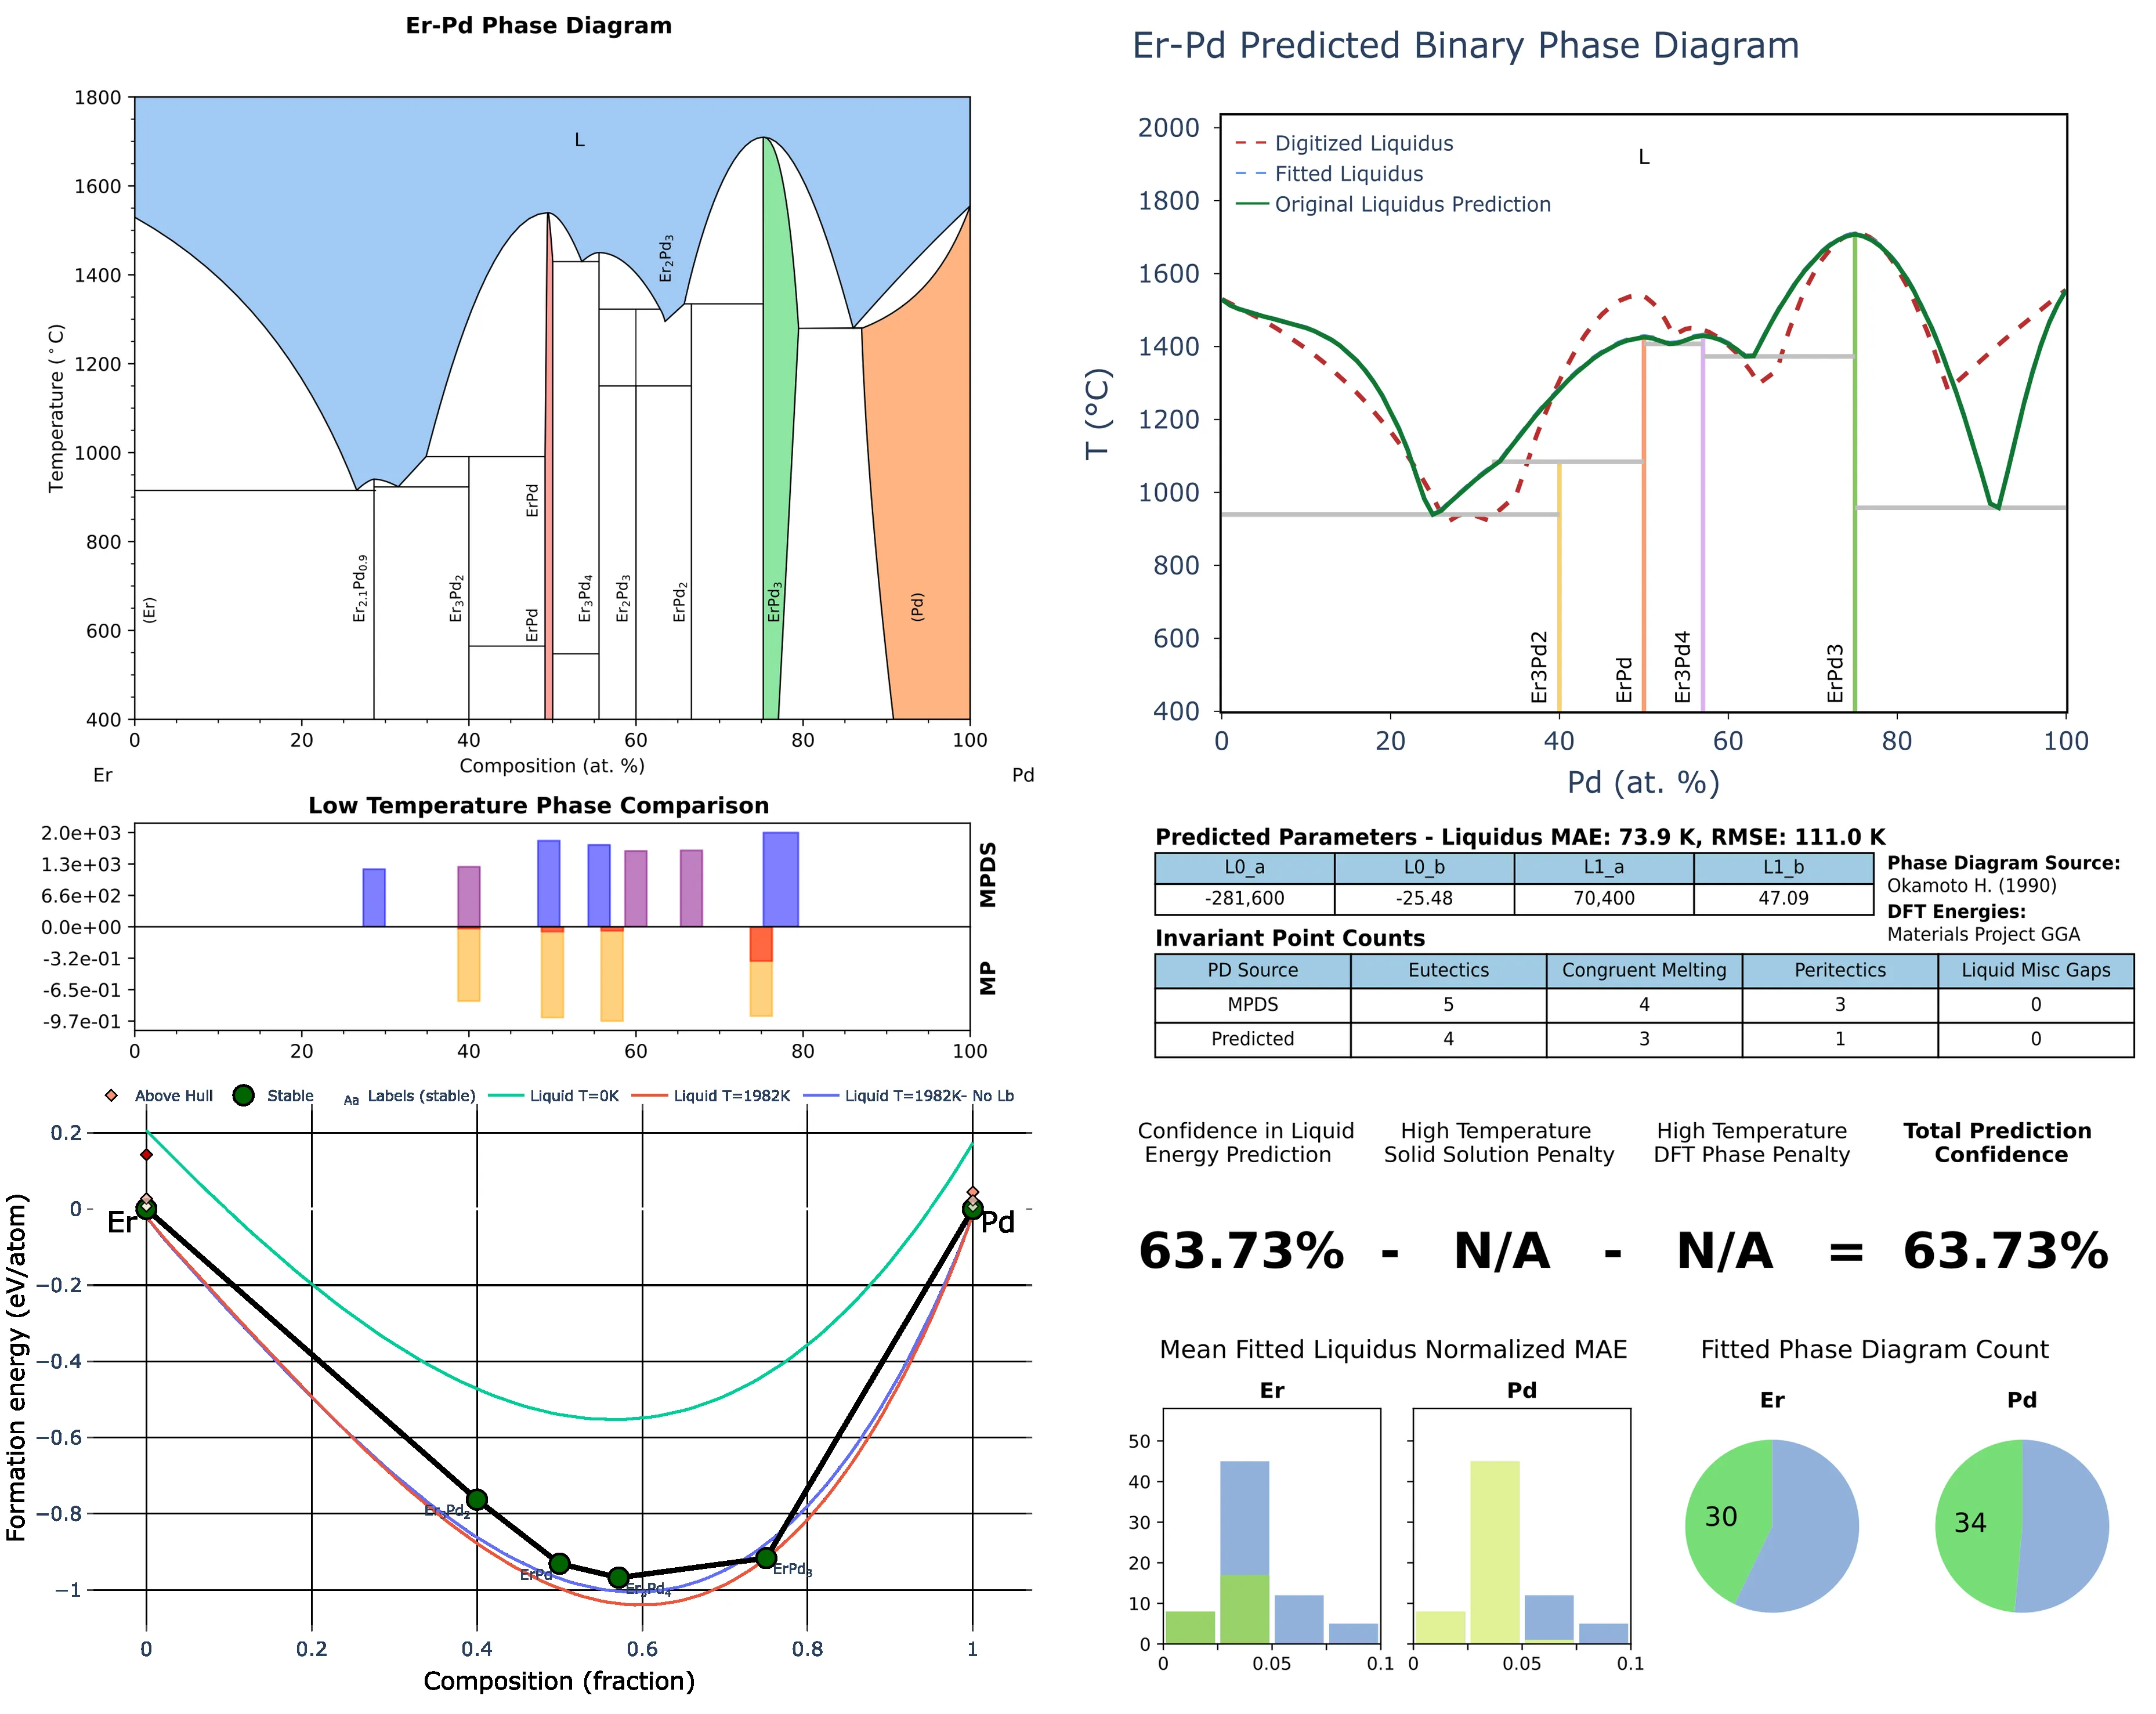 Er-Pd Phase Diagram
1800
1600
1400
1200
1000
800
600
400
Temperature (°C)
L
(Er)
Er2.1Pd0.9
Er3Pd2
ErPd
ErPd
Er3Pd4
Er2Pd3
Er2Pd3
ErPd2
ErPd3
(Pd)
0 20 40 60 80 100
Composition (at. %)
Er Pd
Er-Pd Predicted Binary Phase Diagram
2000
1800
1600
1400
1200
1000
800
600
400
T (°C)
Digitized Liquidus
Fitted Liquidus
Original Liquidus Prediction
L
Er3Pd2
ErPd
Er3Pd4
ErPd3
0 20 40 60 80 100
Pd (at. %)
Low Temperature Phase Comparison
2.0e+03
1.3e+03
6.6e+02
0.0e+00
-3.2e-01
-6.5e-01
-9.7e-01
MPDS
MP
0 20 40 60 80 100
Predicted Parameters - Liquidus MAE: 73.9 K, RMSE: 111.0 K
L0_a L0_b L1_a L1_b
-281,600 -25.48 70,400 47.09
Phase Diagram Source:
Okamoto H. (1990)
DFT Energies:
Materials Project GGA
Invariant Point Counts
PD Source Eutectics Congruent Melting Peritectics Liquid Misc Gaps
MPDS 5 4 3 0
Predicted 4 3 1 0
Above Hull Stable Aa Labels (stable) Liquid T=0K Liquid T=1982K Liquid T=1982K- No Lb
0.2
0
−0.2
−0.4
−0.6
−0.8
−1
Formation energy (eV/atom)
Er
Pd
Er3Pd2
ErPd
Er3Pd4
ErPd3
0 0.2 0.4 0.6 0.8 1
Composition (fraction)
Confidence in Liquid
Energy Prediction
High Temperature
Solid Solution Penalty
High Temperature
DFT Phase Penalty
Total Prediction
Confidence
63.73% - N/A - N/A = 63.73%
Mean Fitted Liquidus Normalized MAE
Er Pd
50
40
30
20
10
0
0 0.05 0.1
0 0.05 0.1
Fitted Phase Diagram Count
Er Pd
30
34